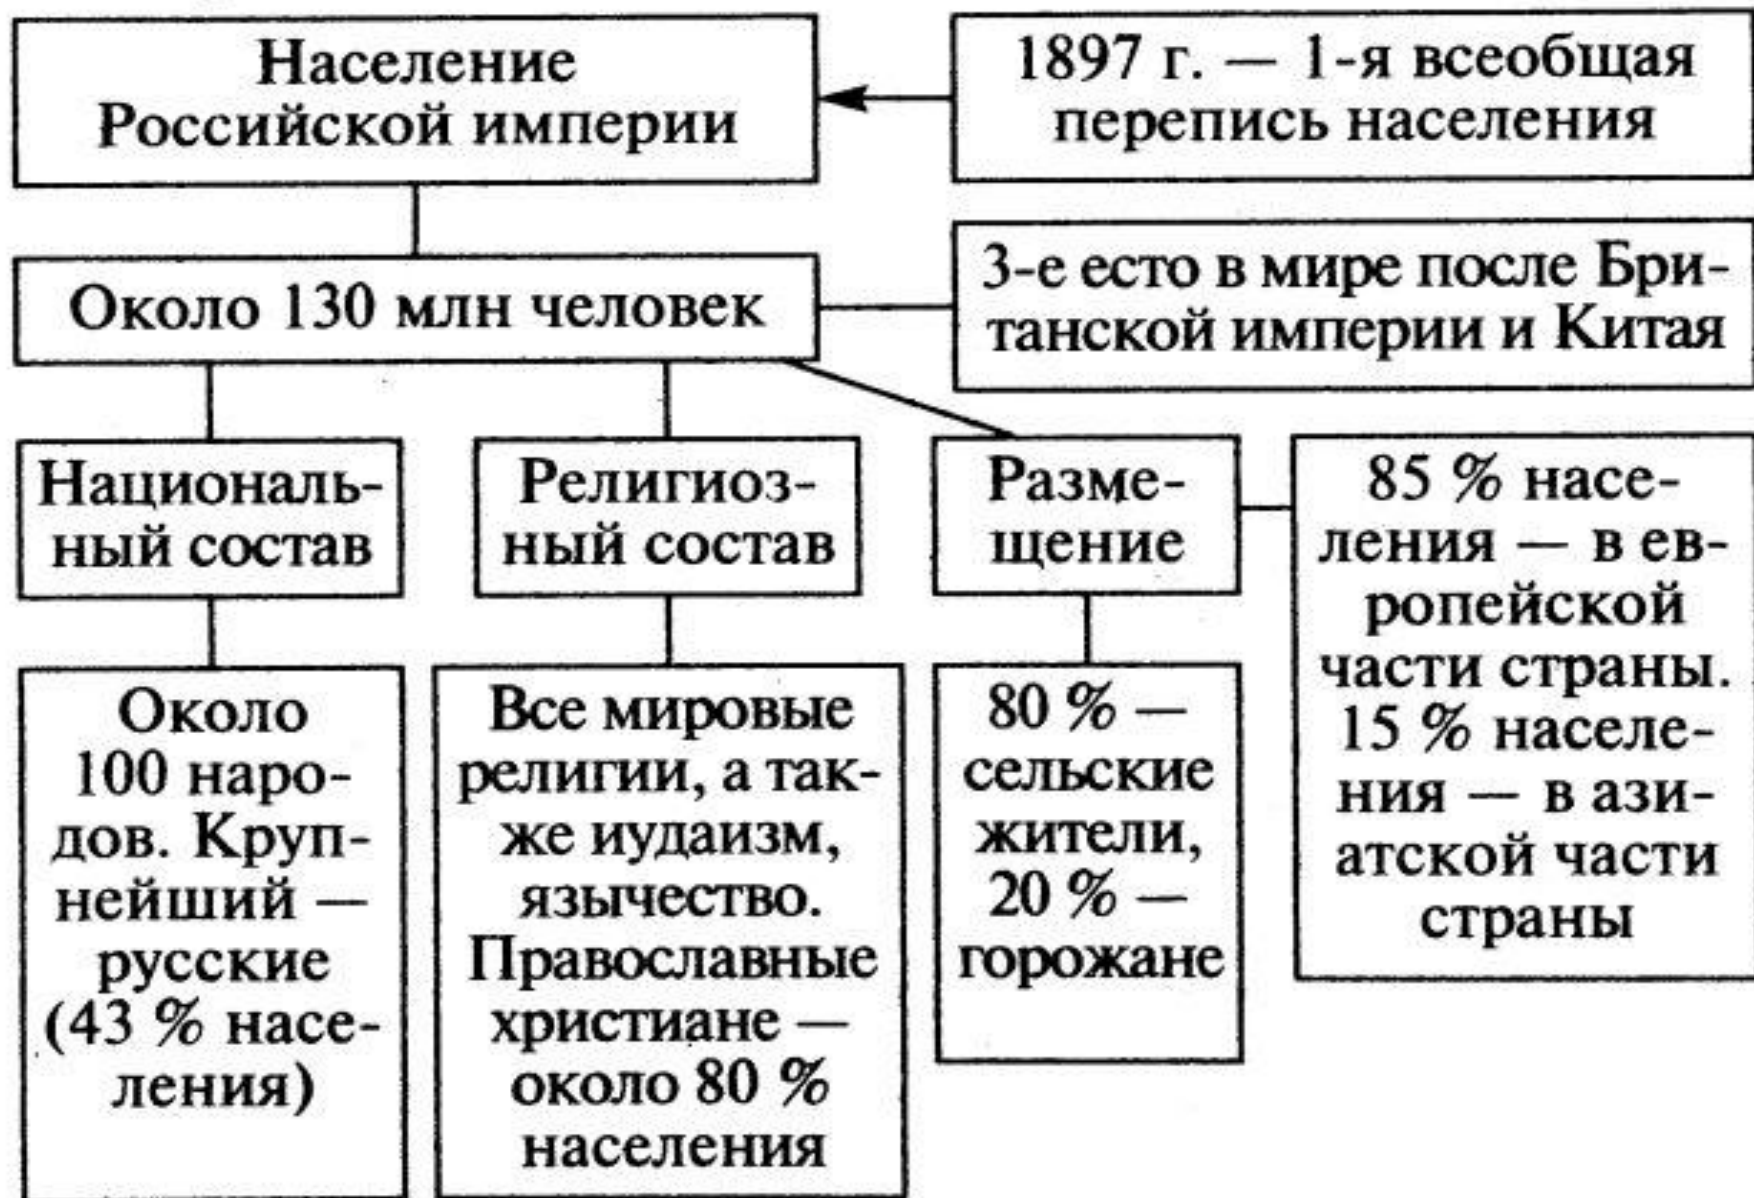 Население
Российской империи
1897 г. — 1-я всеобщая
перепись населения
Около 130 млн человек
3-е есто в мире после Бри-
танской империи и Китая
Националь-
ный состав
Религиоз-
ный состав
Разме-
щение
85 % насе-
ления — в ев-
ропейской
части страны.
15 % населе-
ния — в ази-
атской части
страны
Около
100 наро-
дов. Круп-
нейший —
русские
(43 % насе-
ления)
Все мировые
религии, а так-
же иудаизм,
язычество.
Православные
христиане —
около 80 %
населения
80 % —
сельские
жители,
20 % —
горожане